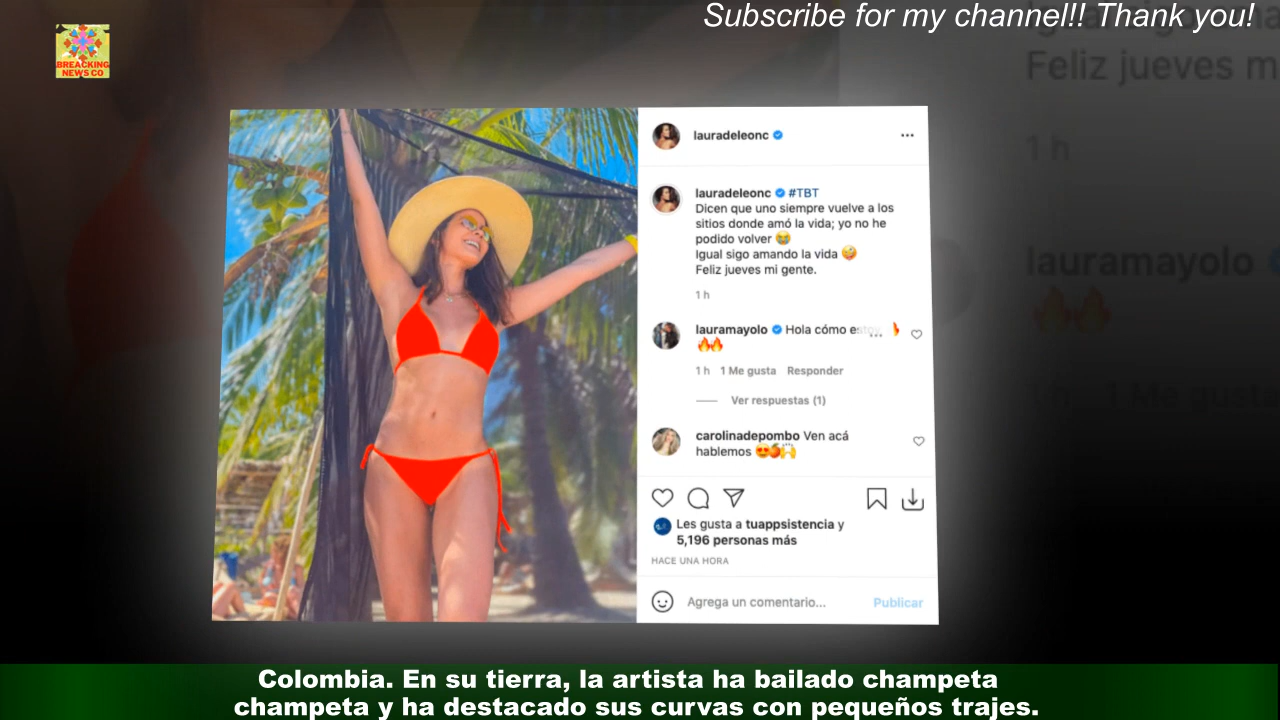 Subscribe for my channel!! Thank you!
BREACKING
NEWS CO
Feliz jueves m
1 h
lauramayolo
lauradeleonc
lauradeleonc #TBT
Dicen que uno siempre vuelve a los
sitios donde amó la vida; yo no he
podido volver 😭
Igual sigo amando la vida 🤪
Feliz jueves mi gente.
1 h
lauramayolo Hola cómo estoy ... 🔥
🔥🔥
1 h 1 Me gusta Responder
Ver respuestas (1)
carolinadepombo Ven acá
hablemos 😍🍊🙌
Les gusta a tuappsistencia y
5,196 personas más
HACE UNA HORA
Agrega un comentario... Publicar
Colombia. En su tierra, la artista ha bailado champeta
champeta y ha destacado sus curvas con pequeños trajes.